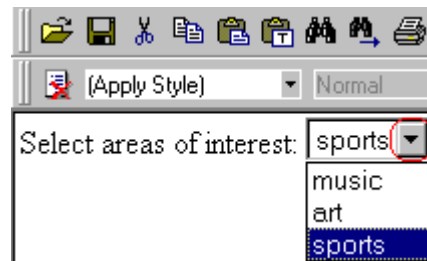 (Apply Style) Normal
Select areas of interest: sports
music
art
sports